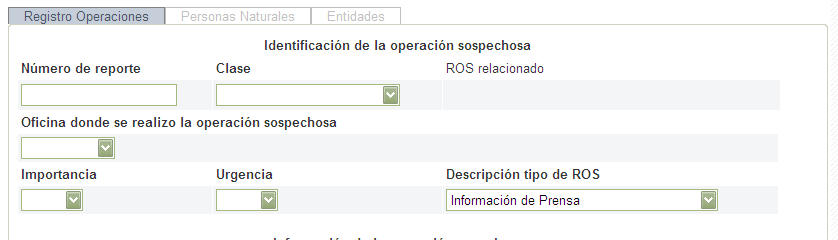 Registro Operaciones Personas Naturales Entidades
Identificación de la operación sospechosa
Número de reporte Clase ROS relacionado
Oficina donde se realizo la operación sospechosa
Importancia Urgencia Descripción tipo de ROS
Información de Prensa